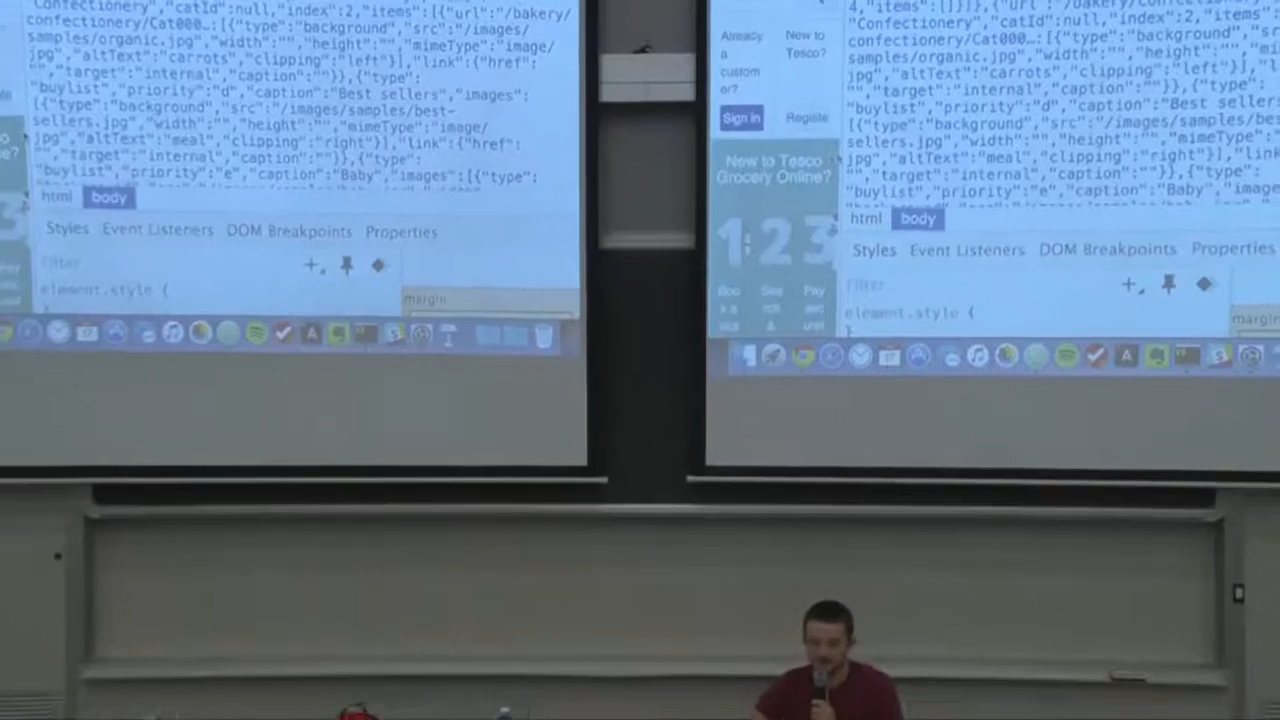 Confectionery","catId":null,"index":2,"items":[{"url":"/bakery/
confectionery/Cat000…:[{"type":"background","src":"/images/
samples/organic.jpg","width":"","height":"","mimeType":"image/
jpg","altText":"carrots","clipping":"left"}],"link":{"href":
"","target":"internal","caption":""}},{"type":
"buylist","priority":"d","caption":"Best sellers","images":
[{"type":"background","src":"/images/samples/best-
sellers.jpg","width":"","height":"","mimeType":"image/
jpg","altText":"meal","clipping":"right"}],"link":{"href":
"","target":"internal","caption":""}},{"type":
"buylist","priority":"e","caption":"Baby","images":[{"type":
html body
Styles Event Listeners DOM Breakpoints Properties
Filter
element.style {
margin
Already
a
custom
or?
New to
Tesco?
Sign in
Register
New to Tesco
Grocery Online?
123
4,"items":[]}]},{"url":"/bakery/
"Confectionery","catId":null,"index":2,"items":
confectionery/Cat000…:[{"type":"background","sr
samples/organic.jpg","width":"","height":"","mim
jpg","altText":"carrots","clipping":"left"}],"l
"","target":"internal","caption":""}},{"type":
"buylist","priority":"d","caption":"Best sellers
[{"type":"background","src":"/images/samples/bes
sellers.jpg","width":"","height":"","mimeType":"
jpg","altText":"meal","clipping":"right"}],"link
"","target":"internal","caption":""}},{"type":
"buylist","priority":"e","caption":"Baby","image
html body
Styles Event Listeners DOM Breakpoints Properties
Filter
element.style {
margin